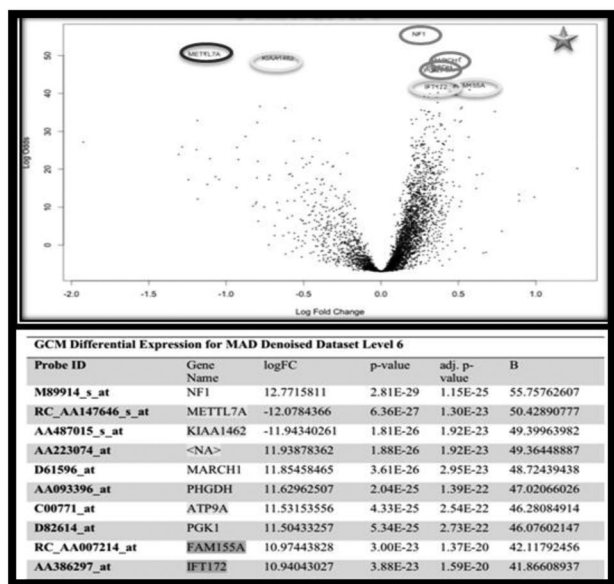 50
40
30
20
10
0
Log Odds
NF1
METTL7A
KIAA1462
IFT122
-2.0
-1.0
0.0
0.5
1.0
Log Fold Change
GCM Differential Expression for MAD Denoised Dataset Level 6
Probe ID Gene Name logFC p-value adj. p-value B
M89914_s_at NF1 12.7715811 2.81E-29 1.15E-25 55.75762607
RC_AA147646_s_at METTL7A -12.0784366 6.36E-27 1.30E-23 50.42890777
AA487015_s_at KIAA1462 -11.94340261 1.81E-26 1.92E-23 49.39963982
AA223074_at <NA> 11.93878362 1.88E-26 1.92E-23 49.36448887
D61596_at MARCH1 11.85458465 3.61E-26 2.95E-23 48.72439438
AA093396_at PHGDH 11.62962507 2.04E-25 1.39E-22 47.02066026
C00771_at ATP9A 11.53153556 4.33E-25 2.54E-22 46.28084914
D82614_at PGK1 11.50433257 5.34E-25 2.73E-22 46.07602147
RC_AA007214_at FAM155A 10.97443828 3.00E-23 1.37E-20 42.11792456
AA386297_at IFT172 10.94043027 3.88E-23 1.59E-20 41.86608937